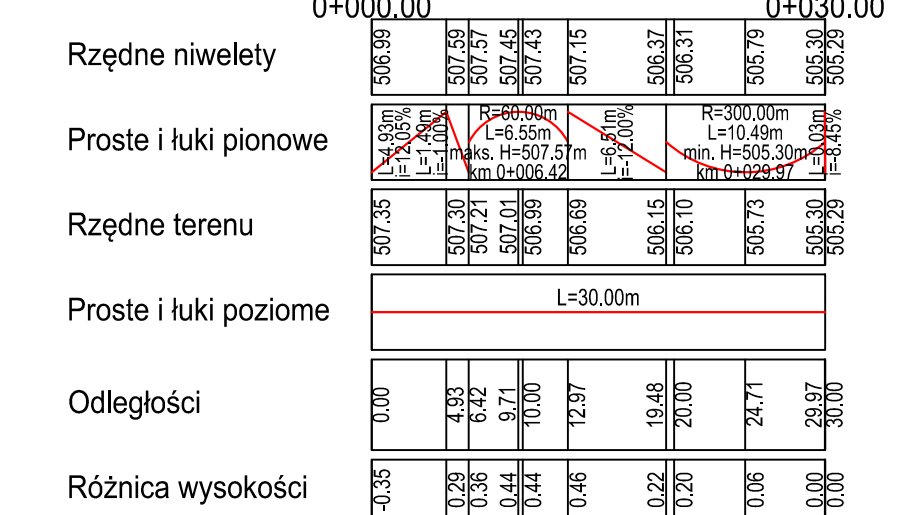 0+000.00 0+030.00
Rzędne niwelety 506.99 507.59 507.57 507.45 507.43 507.15 506.37 506.31 505.79 505.30 505.29
Proste i łuki pionowe
L=4.93m
i=12.05%
L=1.49m
i=-1.00%
R=60.00m
L=6.55m
maks. H=507.57m
km 0+006.42
L=6.51m
i=-12.00%
R=300.00m
L=10.49m
min. H=505.30m
km 0+029.97
L=0.03m
i=-8.45%
Rzędne terenu 507.35 507.30 507.21 507.01 506.99 506.69 506.15 506.10 505.73 505.30 505.29
Proste i łuki poziome L=30.00m
Odległości 0.00 4.93 6.42 9.71 10.00 12.97 19.48 20.00 24.71 29.97 30.00
Różnica wysokości -0.35 0.29 0.36 0.44 0.44 0.46 0.22 0.20 0.06 0.00 0.00